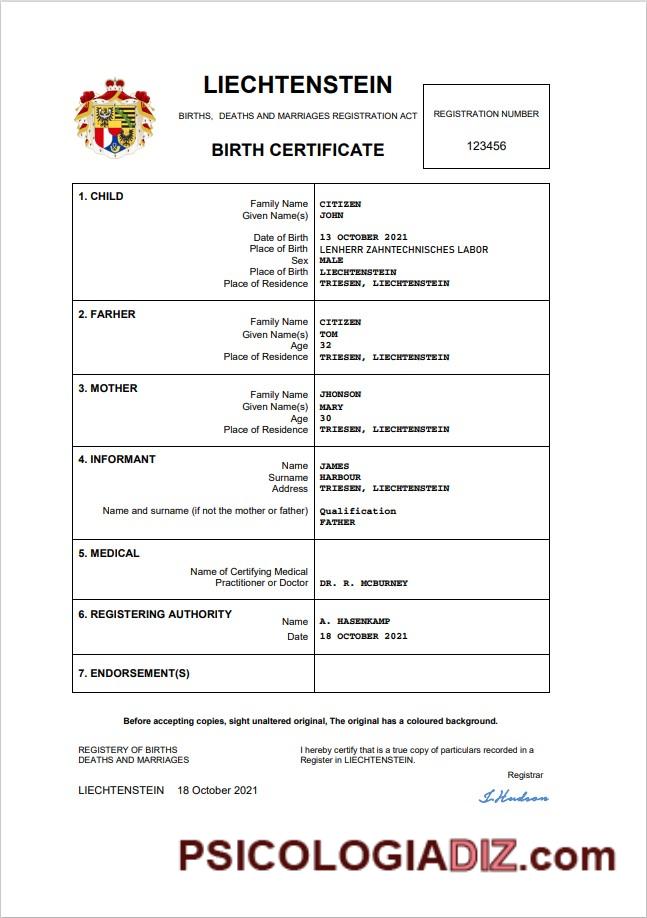 LIECHTENSTEIN
BIRTHS, DEATHS AND MARRIAGES REGISTRATION ACT
BIRTH CERTIFICATE
REGISTRATION NUMBER
123456
1. CHILD
Family Name CITIZEN
Given Name(s) JOHN
Date of Birth 13 OCTOBER 2021
Place of Birth LENHERR ZAHNTECHNISCHES LABOR
Sex MALE
Place of Birth LIECHTENSTEIN
Place of Residence TRIESEN, LIECHTENSTEIN
2. FARHER
Family Name CITIZEN
Given Name(s) TOM
Age 32
Place of Residence TRIESEN, LIECHTENSTEIN
3. MOTHER
Family Name JHONSON
Given Name(s) MARY
Age 30
Place of Residence TRIESEN, LIECHTENSTEIN
4. INFORMANT
Name JAMES
Surname HARBOUR
Address TRIESEN, LIECHTENSTEIN
Name and surname (if not the mother or father) Qualification
FATHER
5. MEDICAL
Name of Certifying Medical
Practitioner or Doctor DR. R. MCBURNEY
6. REGISTERING AUTHORITY
Name A. HASENKAMP
Date 18 OCTOBER 2021
7. ENDORSEMENT(S)
Before accepting copies, sight unaltered original, The original has a coloured background.
REGISTERY OF BIRTHS
DEATHS AND MARRIAGES
I hereby certify that is a true copy of particulars recorded in a
Register in LIECHTENSTEIN.
Registrar
LIECHTENSTEIN 18 October 2021
J.Hudson
PSICOLOGIADIZ.com